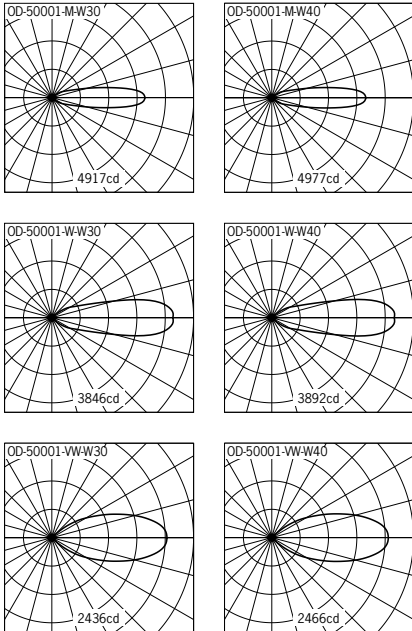 OD-50001-M-W30
4917cd
OD-50001-M-W40
4977cd
OD-50001-W-W30
3846cd
OD-50001-W-W40
3892cd
OD-50001-VW-W30
2436cd
OD-50001-VW-W40
2466cd